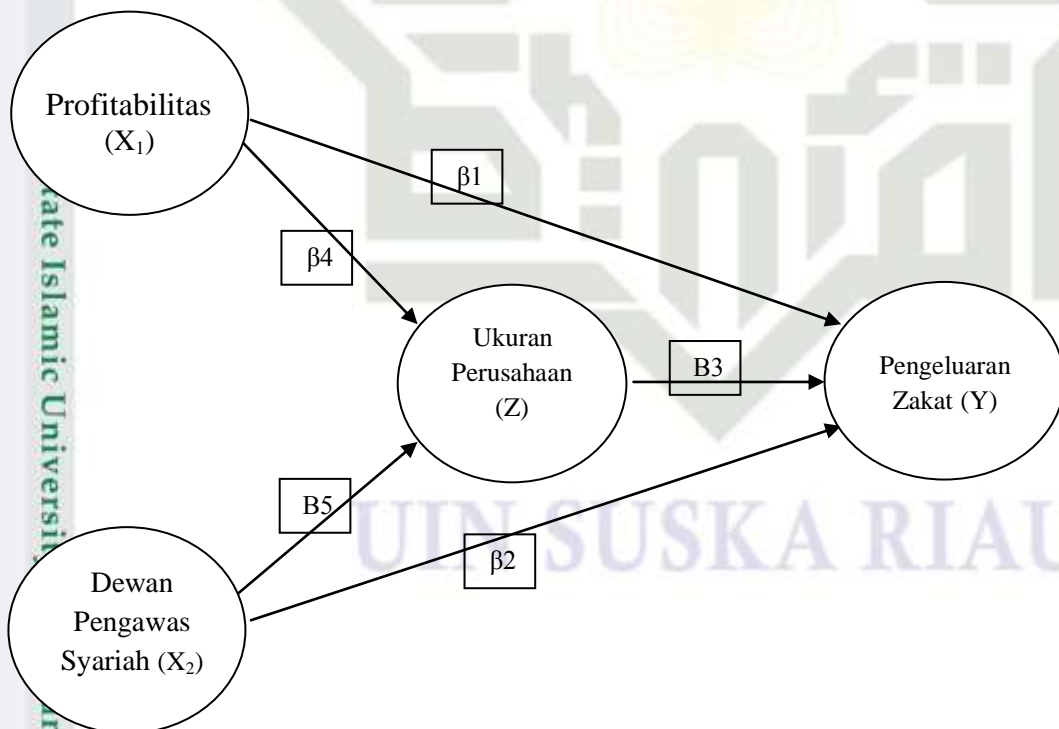 Profitabilitas
(X₁)
β1
β4
Ukuran
Perusahaan
(Z)
B3
Pengeluaran
Zakat (Y)
B5
β2
Dewan
Pengawas
Syariah (X₂)
UIN SUSKA RIAU
tate Islamic Universit